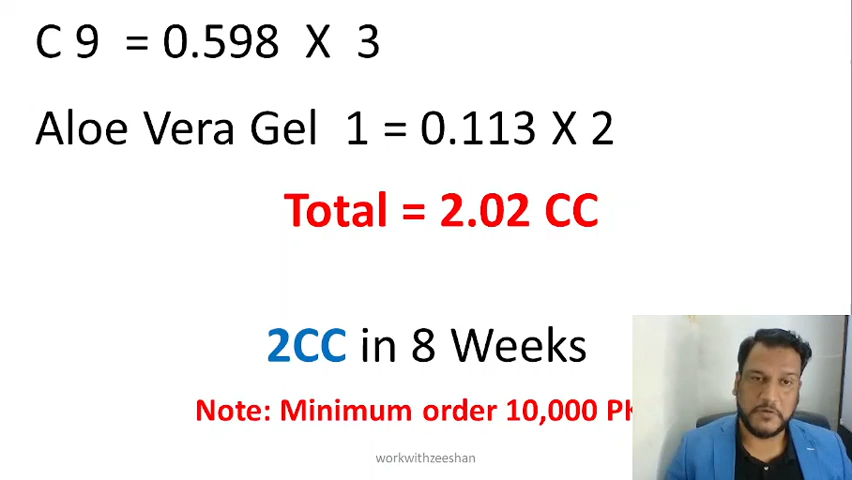 C 9 = 0.598 X 3
Aloe Vera Gel 1 = 0.113 X 2
Total = 2.02 CC
2CC in 8 Weeks
Note: Minimum order 10,000
workwithzeeshan